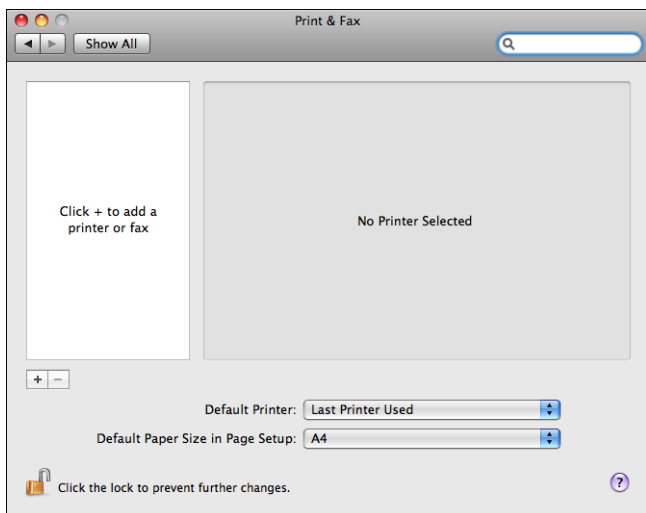 Print & Fax
Show All
Click + to add a
printer or fax
No Printer Selected
+ −
Default Printer: Last Printer Used
Default Paper Size in Page Setup: A4
Click the lock to prevent further changes.
?